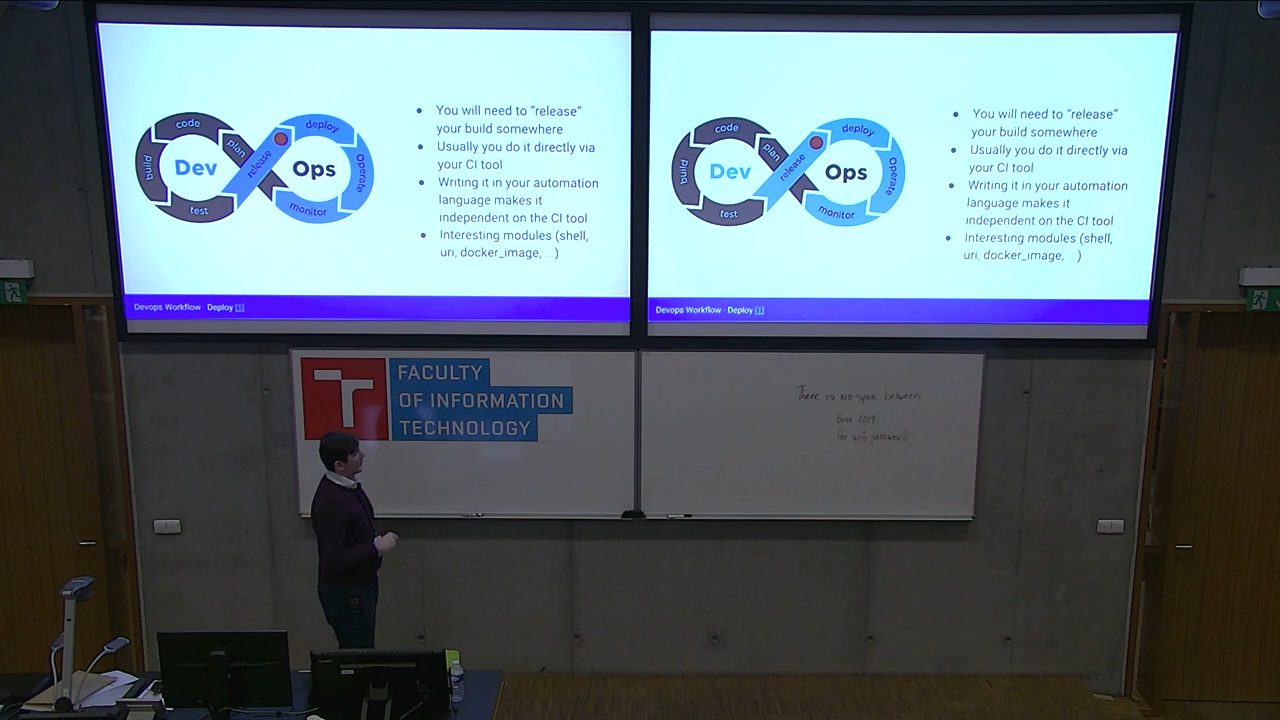 code
build
test
plan
release
deploy
Operate
monitor
Dev
Ops
You will need to "release"
your build somewhere
Usually you do it directly via
your CI tool
Writing it in your automation
language makes it
independent on the CI tool
Interesting modules (shell,
uri, docker_image, ...)
Devops Workflow - Deploy [1]
code
build
test
plan
release
deploy
Operate
monitor
Dev
Ops
You will need to "release"
your build somewhere
Usually you do it directly via
your CI tool
Writing it in your automation
language makes it
independent on the CI tool
Interesting modules (shell,
uri, docker_image, ...)
Devops Workflow - Deploy [1]
FACULTY
OF INFORMATION
TECHNOLOGY
There is NO space between
Brno 2019
for wifi password